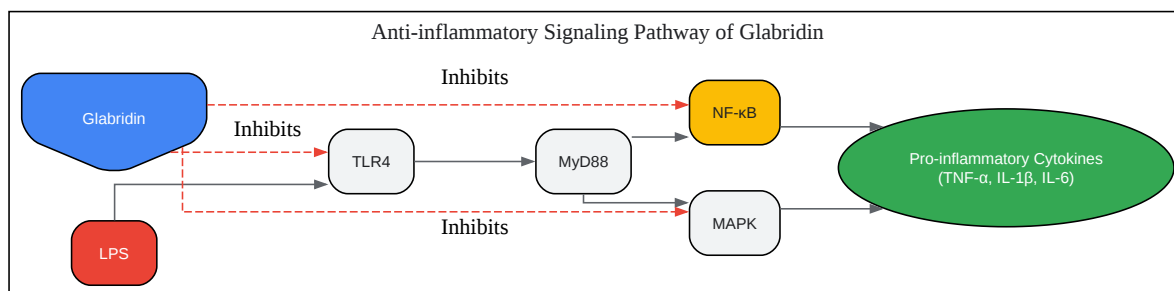 Anti-inflammatory Signaling Pathway of Glabridin
Inhibits
Glabridin
NF-κB
Inhibits
TLR4
MyD88
Pro-inflammatory Cytokines
(TNF-α, IL-1β, IL-6)
Inhibits
MAPK
LPS